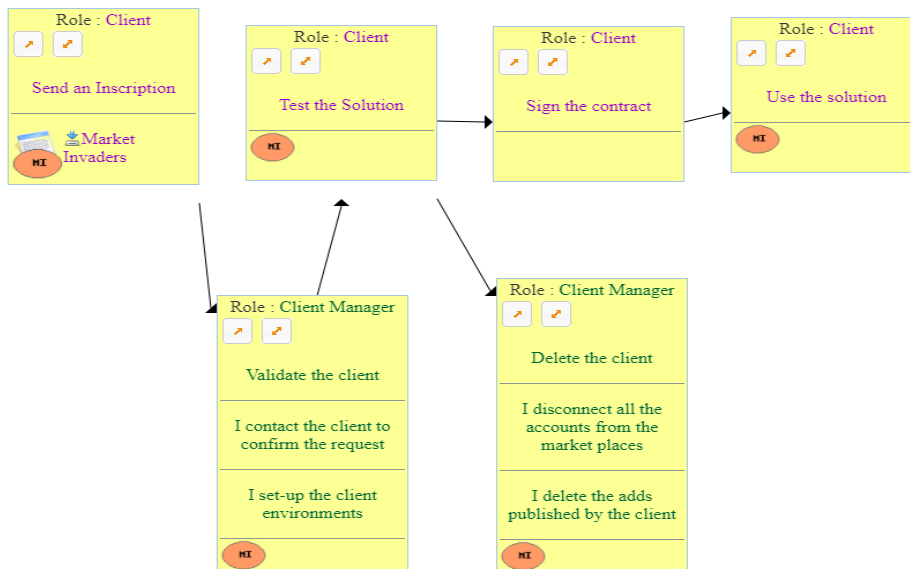 Role : Client
Send an Inscription
Market
Invaders
MI
Role : Client
Test the Solution
MI
Role : Client
Sign the contract
Role : Client
Use the solution
MI
Role : Client Manager
Validate the client
I contact the client to
confirm the request
I set-up the client
environments
MI
Role : Client Manager
Delete the client
I disconnect all the
accounts from the
market places
I delete the adds
published by the client
MI